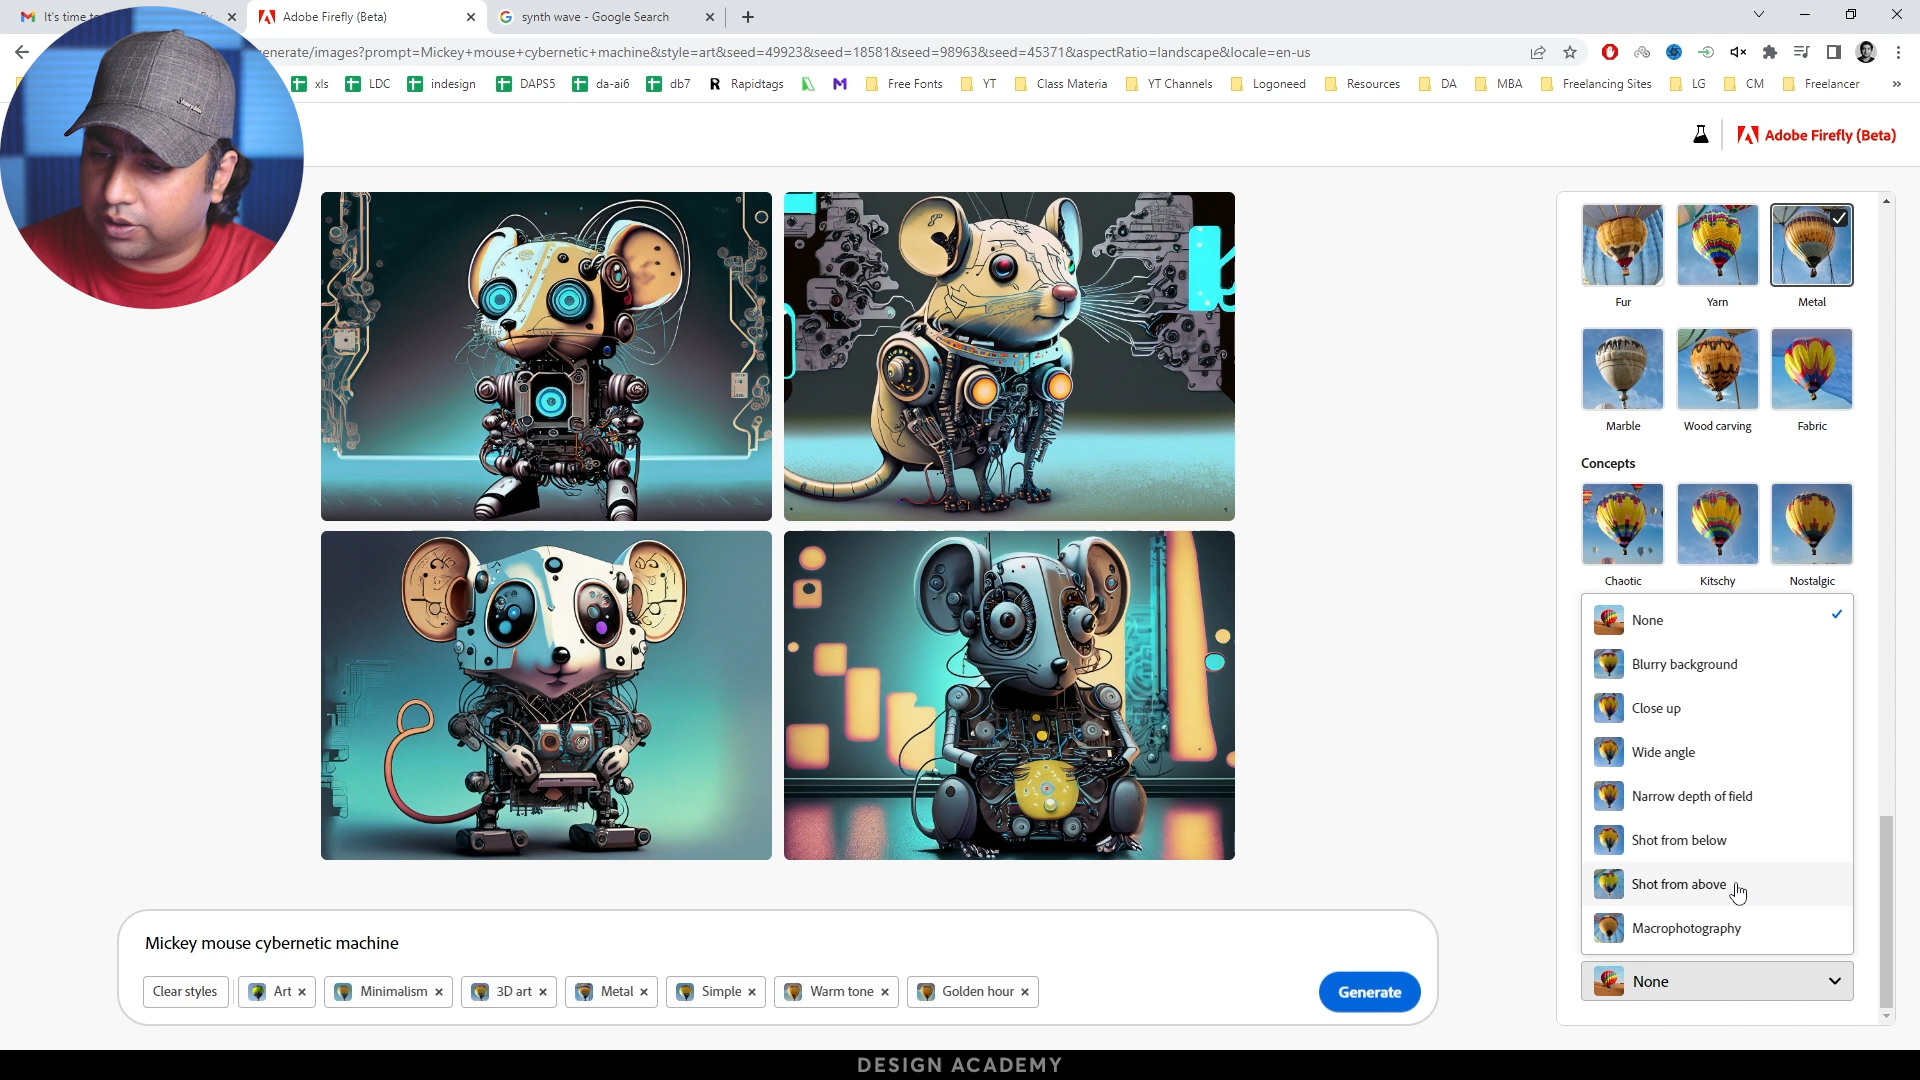 It's time to
Adobe Firefly (Beta)
synth wave - Google Search
generate/images?prompt=Mickey+mouse+cybernetic+machine&style=art&seed=49923&seed=18581&seed=98963&seed=45371&aspectRatio=landscape&locale=en-us
xls LDC indesign DAPS5 da-ai6 db7 Rapidtags Free Fonts YT Class Materia YT Channels Logoneed Resources DA MBA Freelancing Sites LG CM Freelancer
Adobe Firefly (Beta)
Fur Yarn Metal
Marble Wood carving Fabric
Concepts
Chaotic Kitschy Nostalgic
None
Blurry background
Close up
Wide angle
Narrow depth of field
Shot from below
Shot from above
Macrophotography
None
Mickey mouse cybernetic machine
Clear styles Art Minimalism 3D art Metal Simple Warm tone Golden hour
Generate
DESIGN ACADEMY